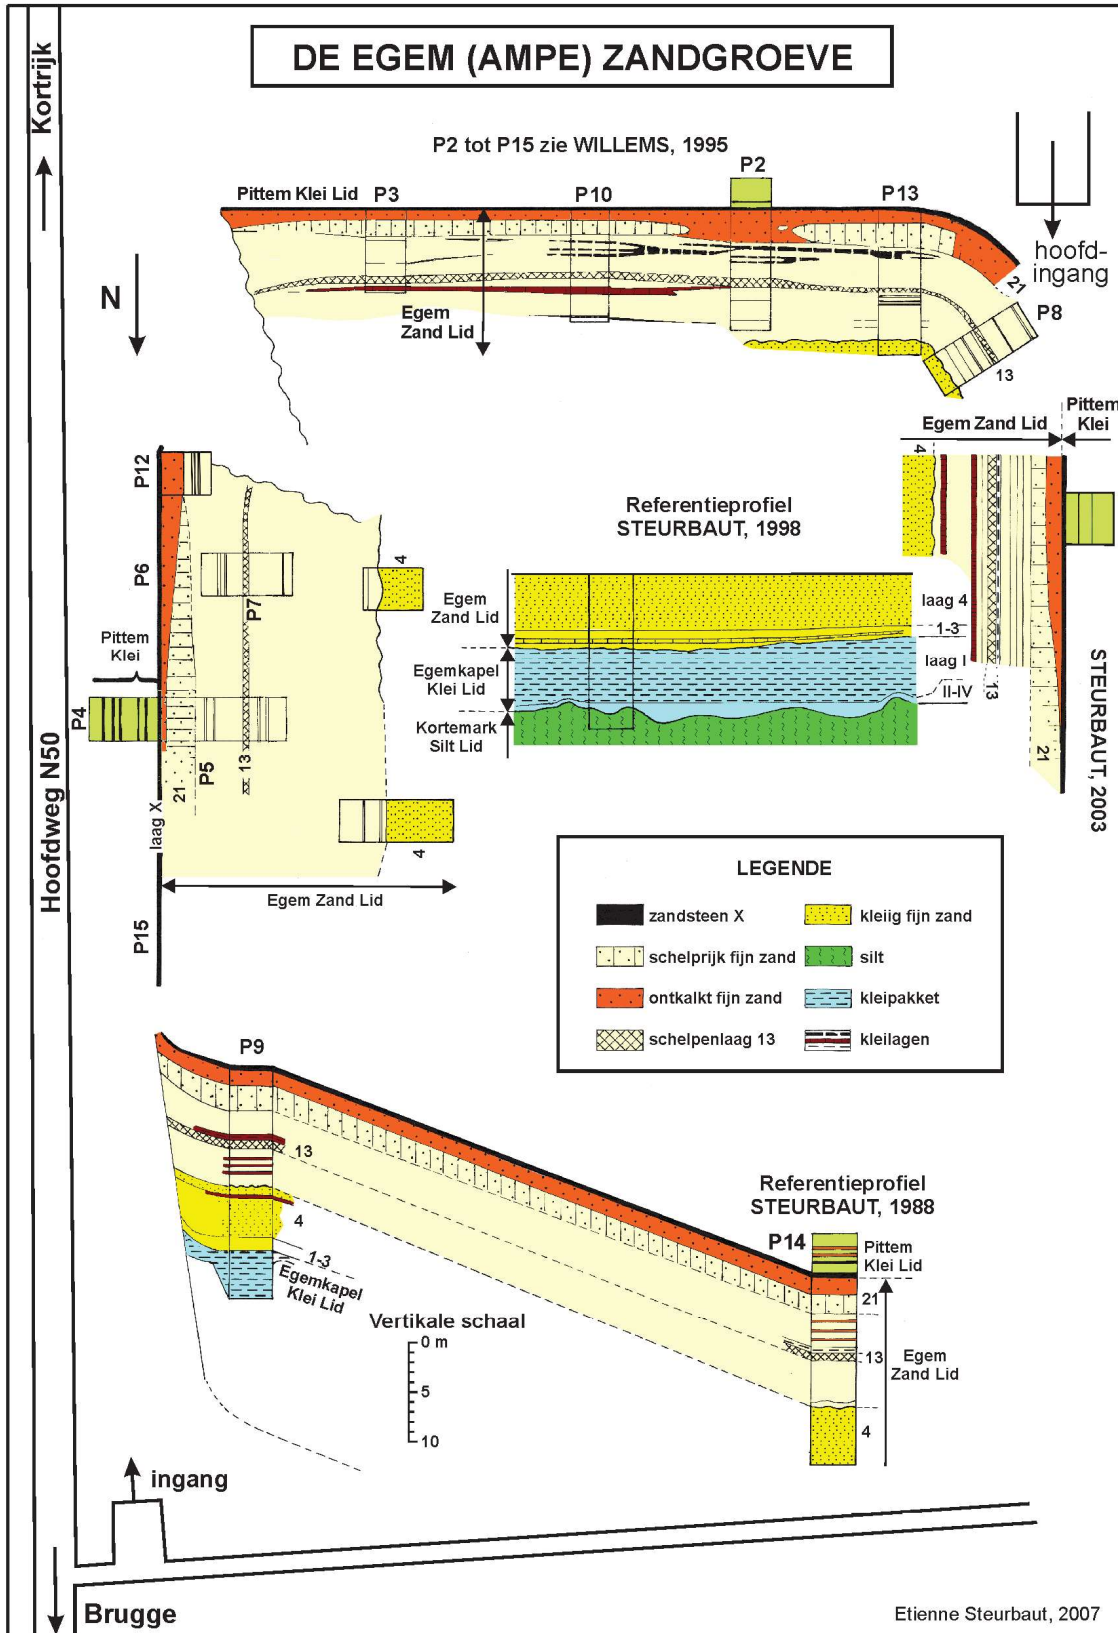 DE EGEM (AMPE) ZANDGROEVE
Kortrijk
P2 tot P15 zie WILLEMS, 1995
P2
Pittem Klei Lid
P3
P10
P13
hoofd-
ingang
21
P8
N
Egem
Zand Lid
13
Egem Zand Lid
Pittem
Klei
4
P12
P6
P7
4
Pittem
Klei
P4
P5
13
21
laag X
4
Egem Zand Lid
P15
Hoofdweg N50
Referentieprofiel
STEURBAUT, 1998
Egem
Zand Lid
laag 4
1-3
Egemkapel
Klei Lid
laag I
II-IV
Kortemark
Silt Lid
13
21
STEURBAUT, 2003
LEGENDE
zandsteen X
kleiig fijn zand
schelprijk fijn zand
silt
ontkalkt fijn zand
kleipakket
schelpenlaag 13
kleilagen
P9
13
4
1-3
Egemkapel
Klei Lid
Vertikale schaal
0 m
5
10
Referentieprofiel
STEURBAUT, 1988
P14
Pittem
Klei Lid
21
13
Egem
Zand Lid
4
ingang
Brugge
Etienne Steurbaut, 2007